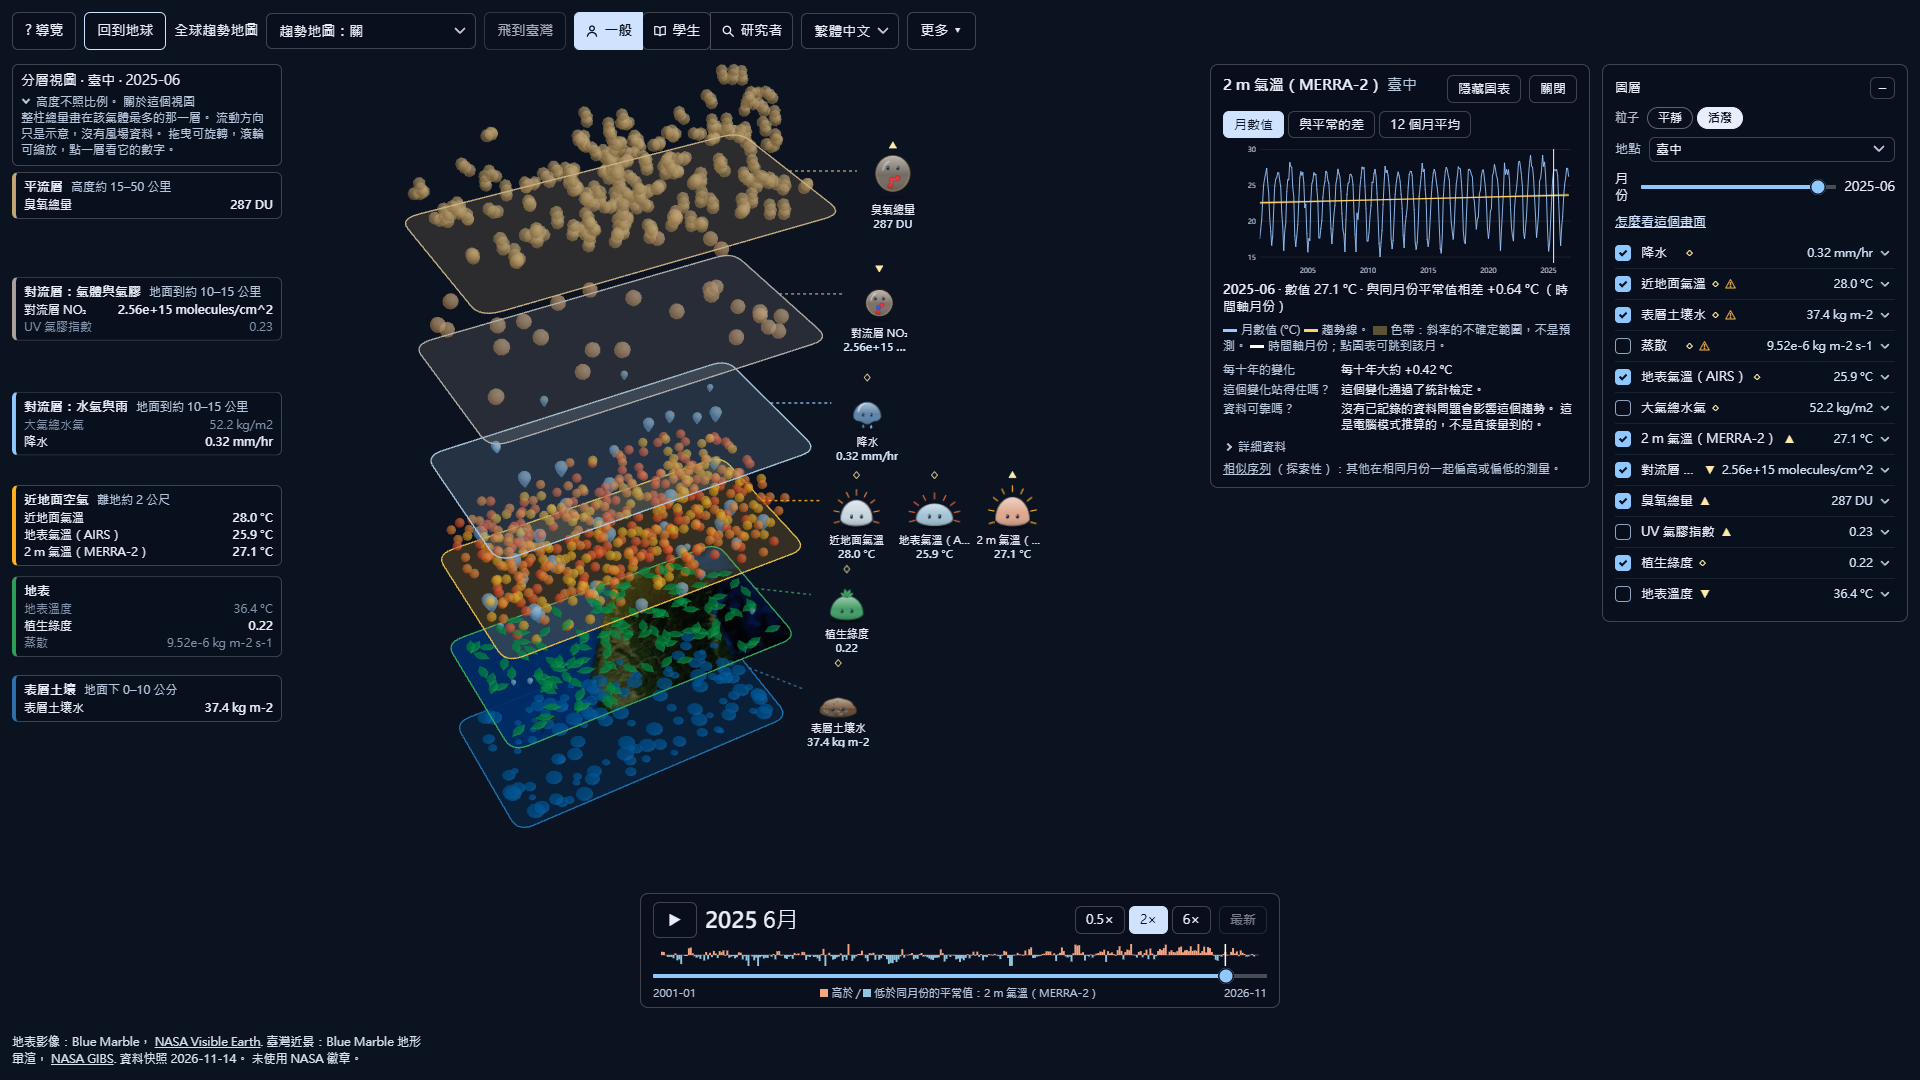 ? 導覽
回到地球
全球趨勢地圖
趨勢地圖：關
飛到臺灣
一般
學生
研究者
繁體中文
更多 ▼
分層視圖 · 臺中 · 2025-06
高度不照比例。 關於這個視圖
整柱總量畫在該氣體最多的那一層。 流動方向
只是示意，沒有風場資料。 拖曳可旋轉，滾輪
可縮放，點一層看它的數字。
平流層 高度約 15–50 公里
臭氧總量 287 DU
對流層：氣體與氣膠 地面到約 10–15 公里
對流層 NO₂ 2.56e+15 molecules/cm^2
UV 氣膠指數 0.23
對流層：水氣與雨 地面到約 10–15 公里
大氣總水氣 52.2 kg/m2
降水 0.32 mm/hr
近地面空氣 離地約 2 公尺
近地面氣溫 28.0 °C
地表氣溫（AIRS） 25.9 °C
2 m 氣溫（MERRA-2） 27.1 °C
地表
地表溫度 36.4 °C
植生綠度 0.22
蒸散 9.52e-6 kg m-2 s-1
表層土壤 地面下 0–10 公分
表層土壤水 37.4 kg m-2
臭氧總量
287 DU
對流層 NO₂
2.56e+15 ...
降水
0.32 mm/hr
近地面氣溫
28.0 °C
地表氣溫（A...
25.9 °C
2 m 氣溫（...
27.1 °C
植生綠度
0.22
表層土壤水
37.4 kg m-2
2 m 氣溫（MERRA-2） 臺中
隱藏圖表
關閉
月數值
與平常的差
12 個月平均
30
25
20
15
2005
2010
2015
2020
2025
2025-06 · 數值 27.1 °C · 與同月份平常值相差 +0.64 °C（時
間軸月份）
月數值 (°C) 趨勢線。 色帶：斜率的不確定範圍，不是預
測。 時間軸月份；點圖表可跳到該月。
每十年的變化 每十年大約 +0.42 °C
這個變化站得住嗎？ 這個變化通過了統計檢定。
資料可靠嗎？ 沒有已記錄的資料問題會影響這個趨勢。 這
是電腦模式推算的，不是直接量到的。
詳細資料
相似序列（探索性）：其他在相同月份一起偏高或偏低的測量。
圖層
−
粒子 平靜 活潑
地點 臺中
月
份
2025-06
怎麼看這個畫面
降水 0.32 mm/hr
近地面氣溫 28.0 °C
表層土壤水 37.4 kg m-2
蒸散 9.52e-6 kg m-2 s-1
地表氣溫（AIRS） 25.9 °C
大氣總水氣 52.2 kg/m2
2 m 氣溫（MERRA-2） ▲ 27.1 °C
對流層 ... ▼ 2.56e+15 molecules/cm^2
臭氧總量 ▲ 287 DU
UV 氣膠指數 ▲ 0.23
植生綠度 0.22
地表溫度 ▼ 36.4 °C
2025 6月
0.5×
2×
6×
最新
2001-01
高於 / 低於同月份的平常值：2 m 氣溫（MERRA-2）
2026-11
地表影像：Blue Marble， NASA Visible Earth. 臺灣近景：Blue Marble 地形
暈渲， NASA GIBS. 資料快照 2026-11-14。 未使用 NASA 徽章。